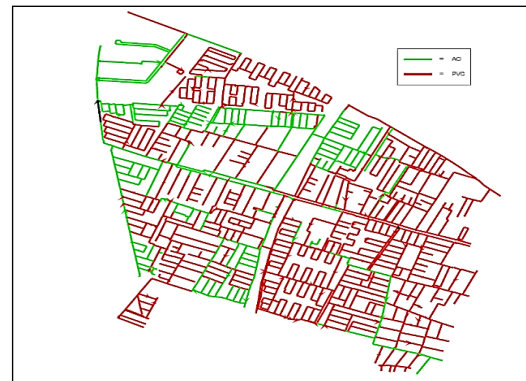 = AC
= PVC